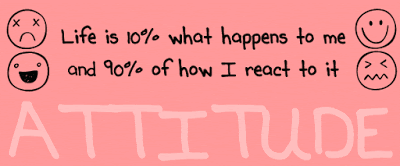 Life is 10% what happens to me
and 90% of how I react to it
ATTITUDE